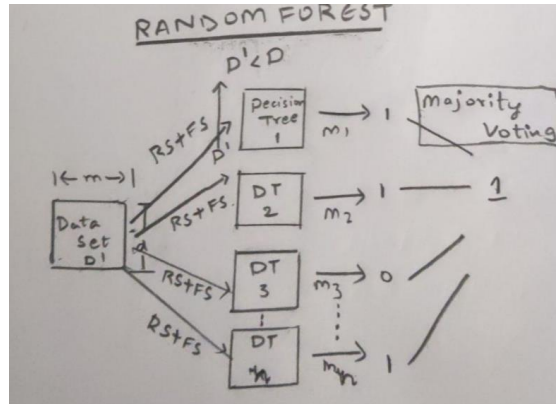 RANDOM FOREST
D' < D
RS+FS
D'
Decision
Tree
1
m1
1
Majority
Voting
|← m →|
Data
Set
D'
d
RS+FS
DT
2
m2
1
1
RS+FS
DT
3
m3
0
RS+FS
DT
n
mn
1